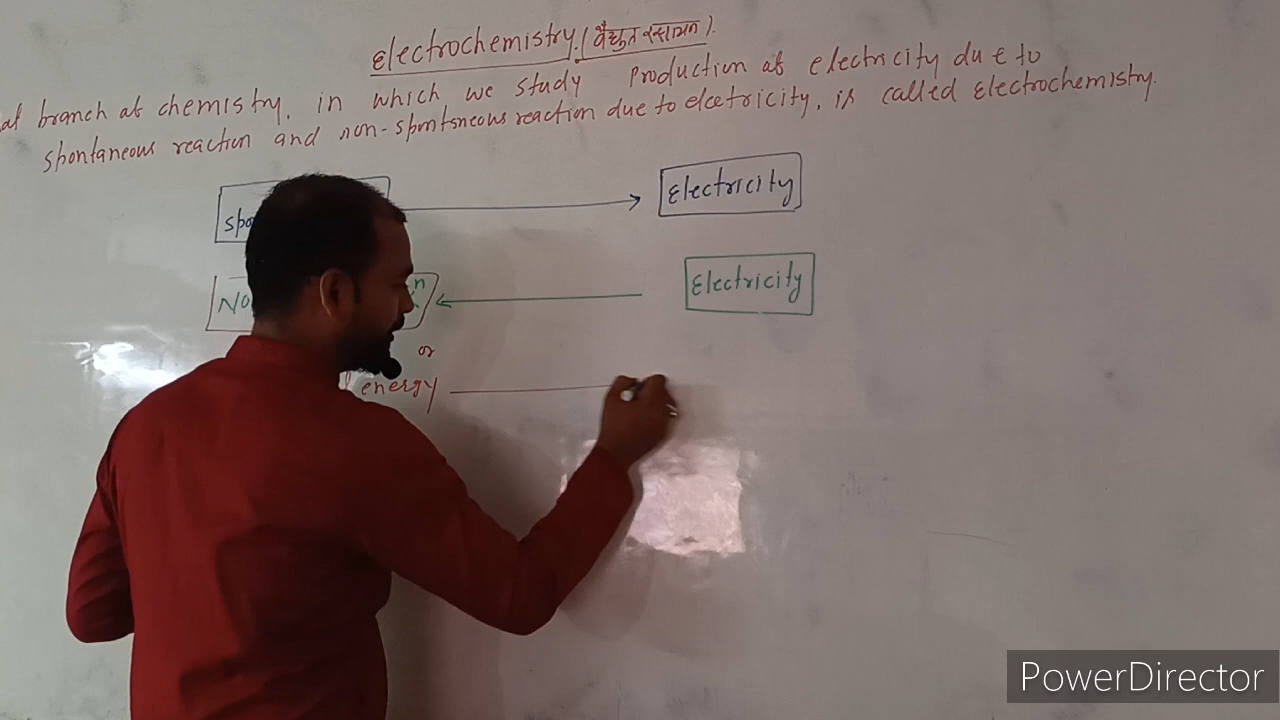 Electrochemistry. (वैद्युत रसायन).
branch of chemistry, in which we study production of electricity due to
spontaneous reaction and non-spontaneous reaction due to electricity, is called Electrochemistry.
Electricity
Electricity
or
energy
PowerDirector